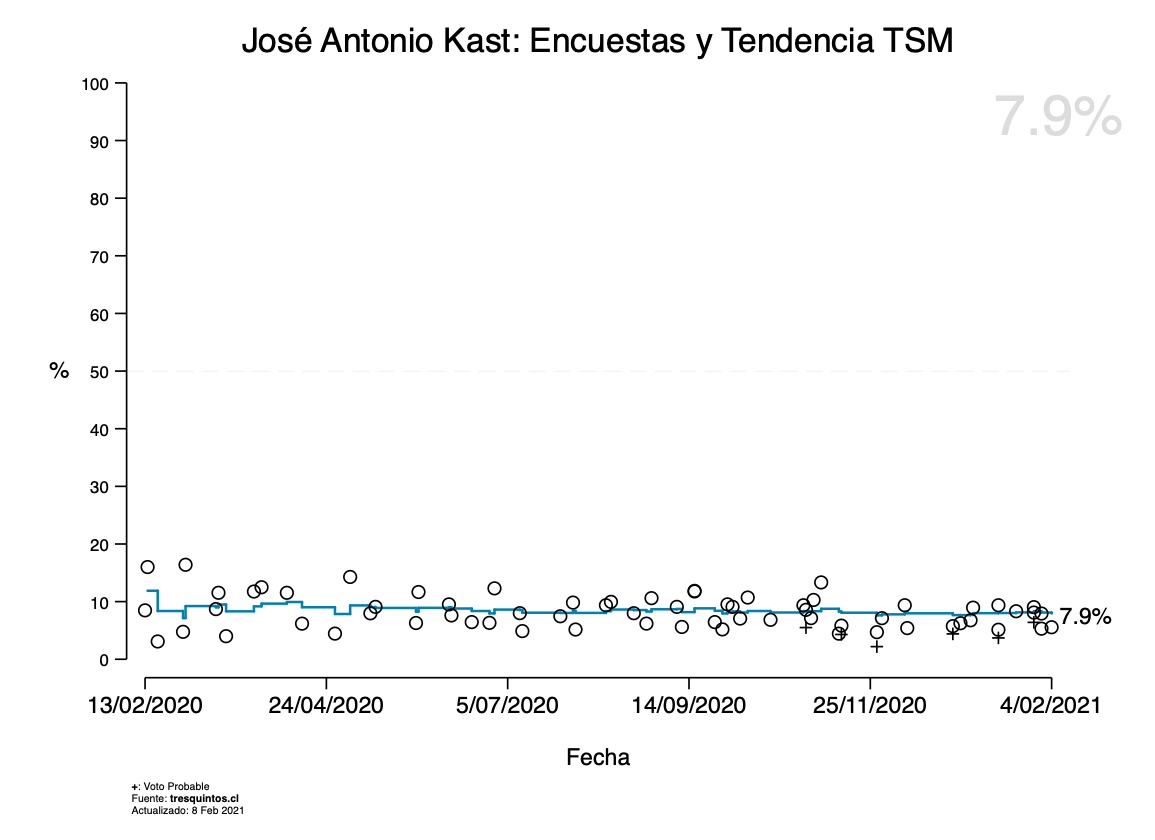 José Antonio Kast: Encuestas y Tendencia TSM
7.9%
100
90
80
70
60
50
40
30
20
10
0
%
7.9%
13/02/2020 24/04/2020 5/07/2020 14/09/2020 25/11/2020 4/02/2021
Fecha
+: Voto Probable
Fuente: tresquintos.cl
Actualizado: 8 Feb 2021